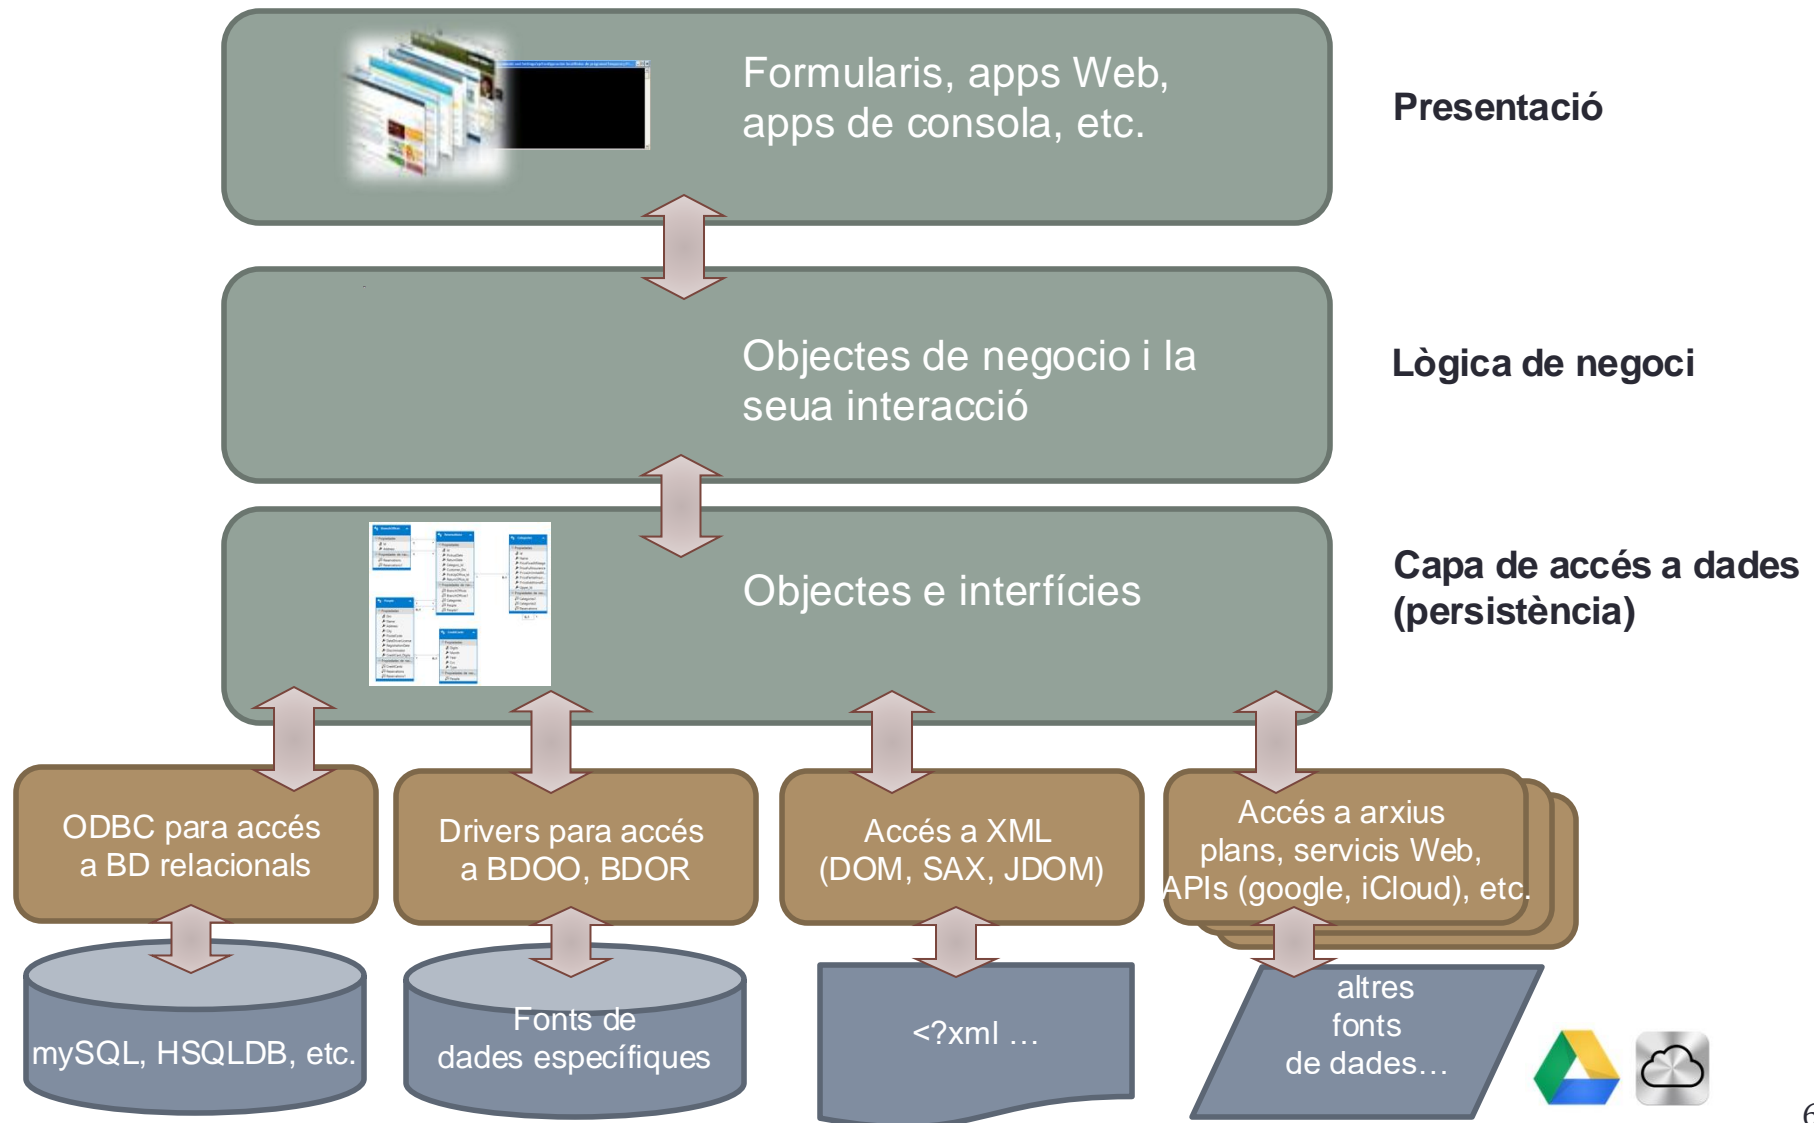 Formularis, apps Web,
apps de consola, etc.
Presentació
Objectes de negocio i la
seua interacció
Lògica de negoci
Objectes e interfícies
Capa de accés a dades
(persistència)
ODBC para accés
a BD relacionals
Drivers para accés
a BDOO, BDOR
Accés a XML
(DOM, SAX, JDOM)
Accés a arxius
plans, servicis Web,
APIs (google, iCloud), etc.
mySQL, HSQLDB, etc.
Fonts de
dades específiques
<?xml …
altres
fonts
de dades…
6